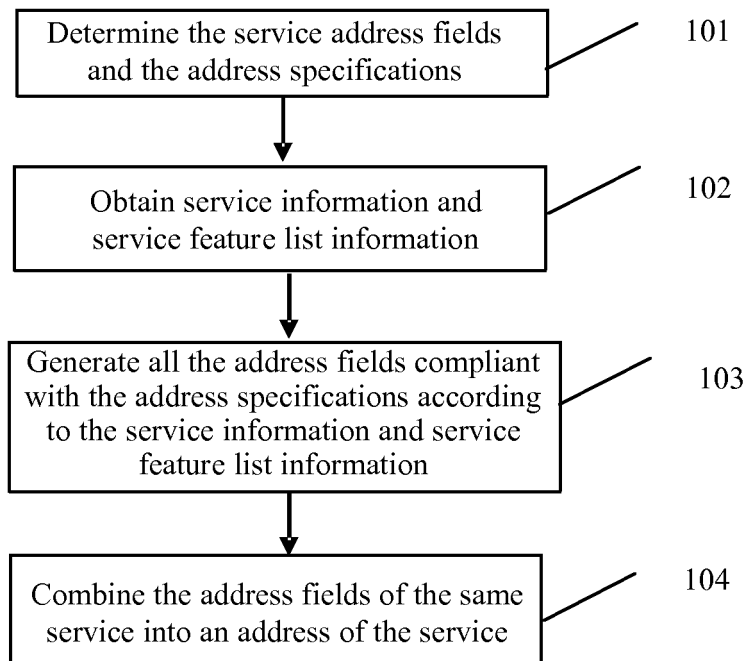 Determine the service address fields
and the address specifications
101
Obtain service information and
service feature list information
102
Generate all the address fields compliant
with the address specifications according
to the service information and service
feature list information
103
Combine the address fields of the same
service into an address of the service
104